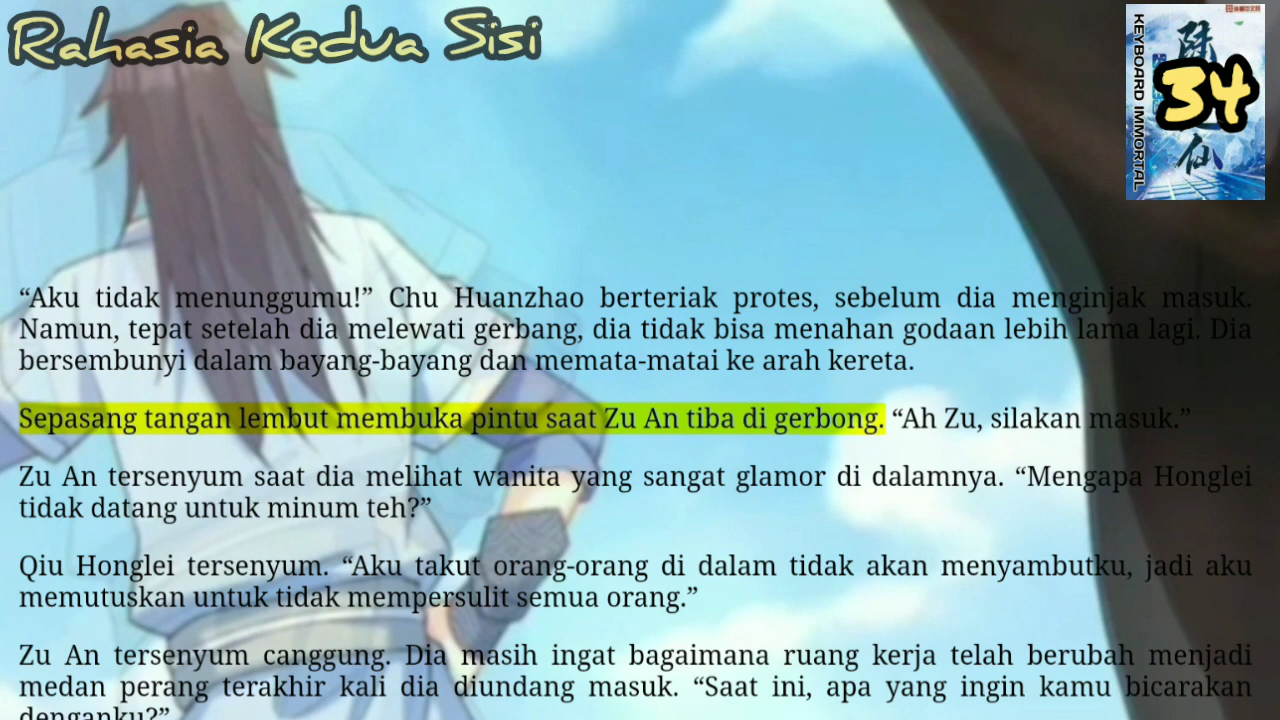 Rahasia Kedua Sisi
陆
仙
KEYBOARD IMMORTAL
34
“Aku tidak menunggumu!” Chu Huanzhao berteriak protes, sebelum dia menginjak masuk.
Namun, tepat setelah dia melewati gerbang, dia tidak bisa menahan godaan lebih lama lagi. Dia
bersembunyi dalam bayang-bayang dan memata-matai ke arah kereta.
Sepasang tangan lembut membuka pintu saat Zu An tiba di gerbong. “Ah Zu, silakan masuk.”
Zu An tersenyum saat dia melihat wanita yang sangat glamor di dalamnya. “Mengapa Honglei
tidak datang untuk minum teh?”
Qiu Honglei tersenyum. “Aku takut orang-orang di dalam tidak akan menyambutku, jadi aku
memutuskan untuk tidak mempersulit semua orang.”
Zu An tersenyum canggung. Dia masih ingat bagaimana ruang kerja telah berubah menjadi
medan perang terakhir kali dia diundang masuk. “Saat ini, apa yang ingin kamu bicarakan
denganku?”